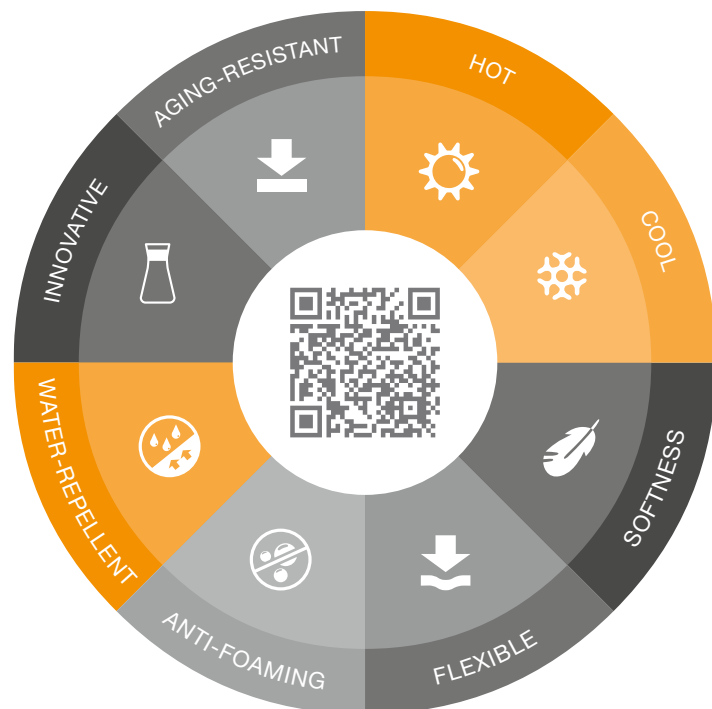 HOT
COOL
SOFTNESS
FLEXIBLE
ANTI-FOAMING
WATER-REPELLENT
INNOVATIVE
AGING-RESISTANT